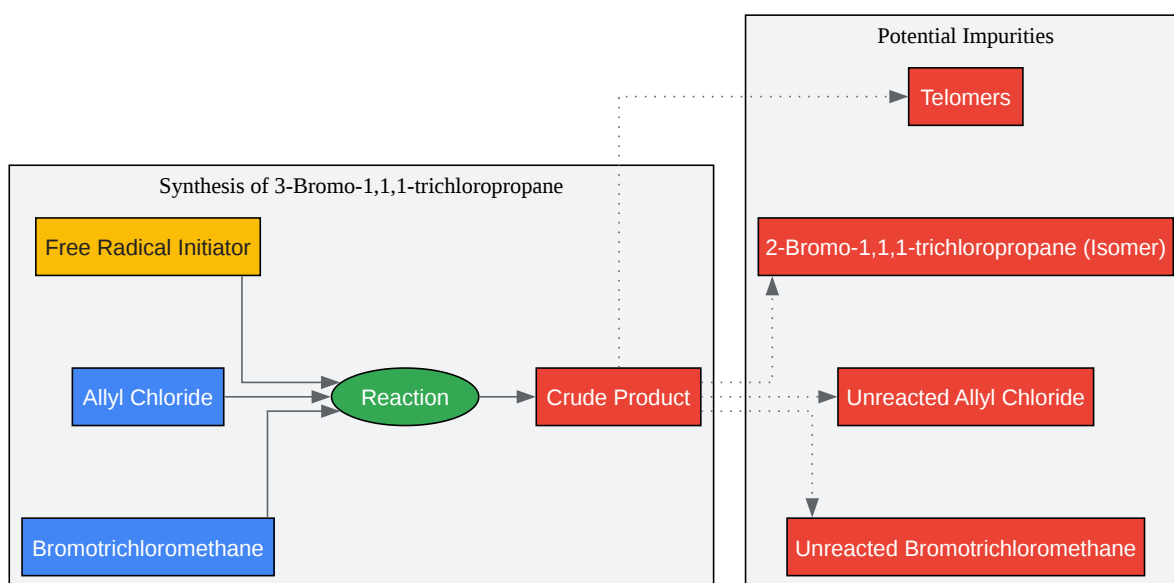 Potential Impurities
Telomers
Synthesis of 3-Bromo-1,1,1-trichloropropane
Free Radical Initiator
2-Bromo-1,1,1-trichloropropane (Isomer)
Allyl Chloride
Reaction
Crude Product
Unreacted Allyl Chloride
Bromotrichloromethane
Unreacted Bromotrichloromethane